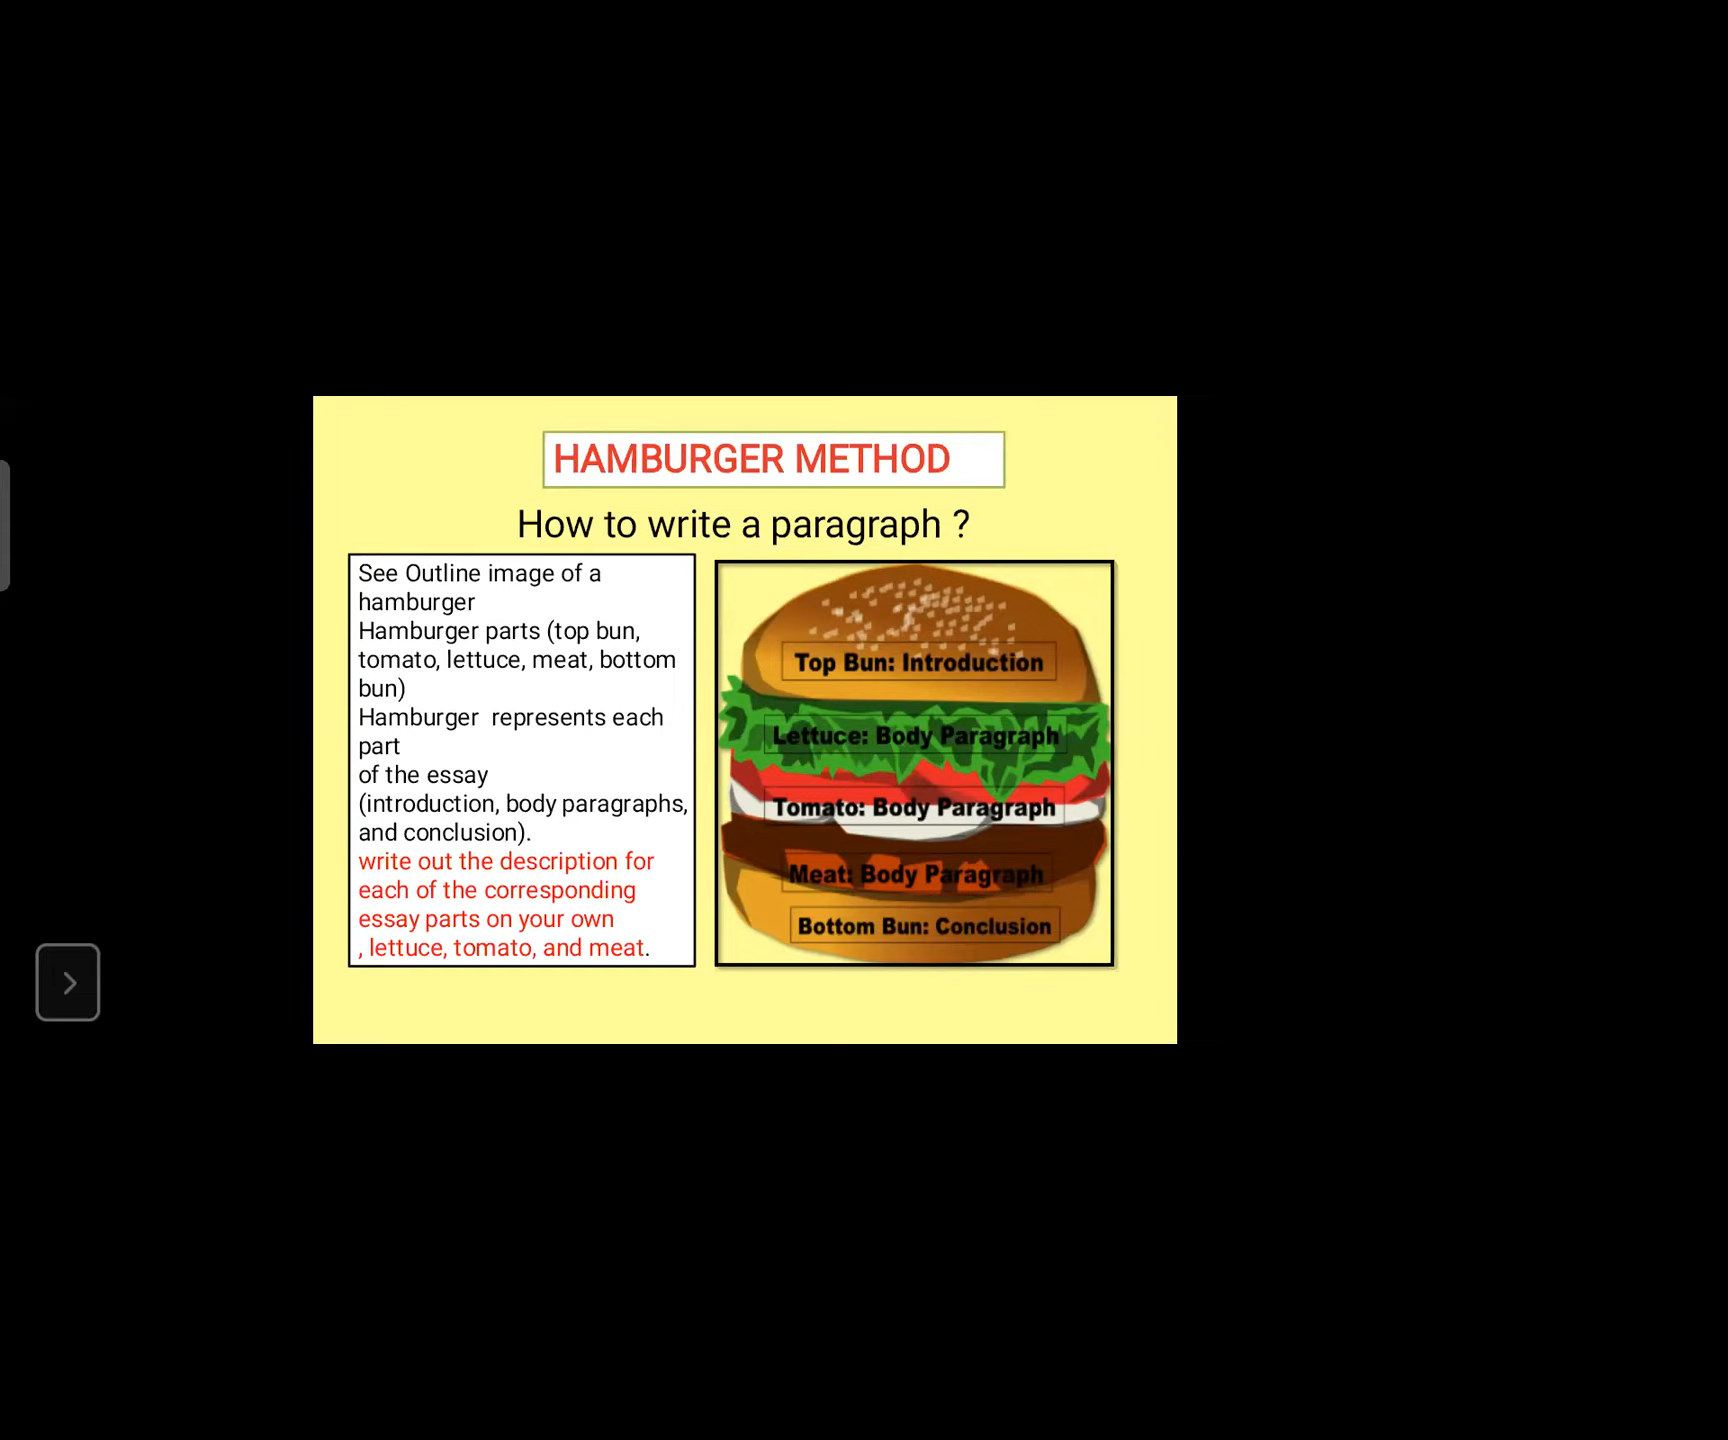 HAMBURGER METHOD
How to write a paragraph ?
See Outline image of a
hamburger
Hamburger parts (top bun,
tomato, lettuce, meat, bottom
bun)
Hamburger  represents each
part
of the essay
(introduction, body paragraphs,
and conclusion).
write out the description for
each of the corresponding
essay parts on your own
, lettuce, tomato, and meat.
Top Bun: Introduction
Lettuce: Body Paragraph
Tomato: Body Paragraph
Meat: Body Paragraph
Bottom Bun: Conclusion